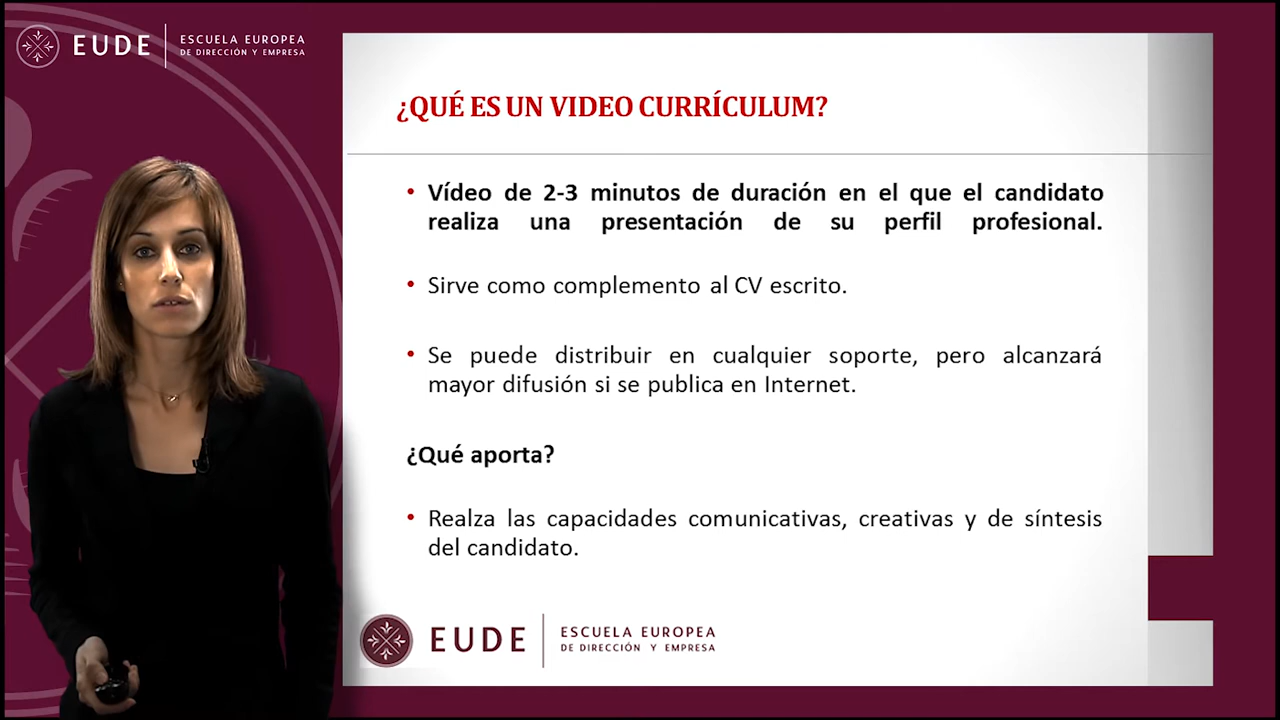 EUDE
ESCUELA EUROPEA
DE DIRECCIÓN Y EMPRESA
¿QUÉ ES UN VIDEO CURRÍCULUM?
• Vídeo de 2-3 minutos de duración en el que el candidato
realiza una presentación de su perfil profesional.
• Sirve como complemento al CV escrito.
• Se puede distribuir en cualquier soporte, pero alcanzará
mayor difusión si se publica en Internet.
¿Qué aporta?
• Realza las capacidades comunicativas, creativas y de síntesis
del candidato.
EUDE
ESCUELA EUROPEA
DE DIRECCIÓN Y EMPRESA